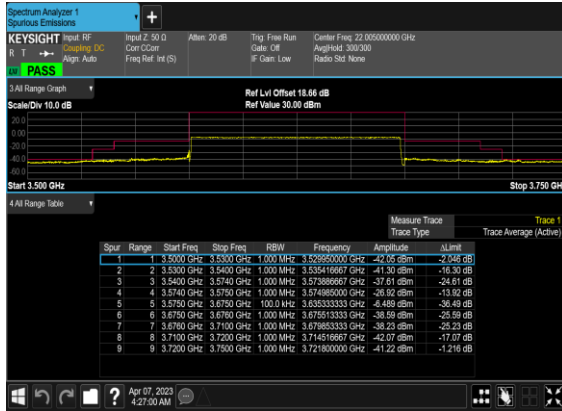 Spectrum Analyzer 1
Spurious Emissions
KEYSIGHT Input: RF Input Z: 50 Ω Atten: 20 dB Trig: Free Run Center Freq: 22.005000000 GHz
R T Coupling: DC Corr CCorr Gate: Off Avg|Hold: 300/300
Align: Auto Freq Ref: Int (S) IF Gain: Low Radio Std: None
PASS
3 All Range Graph Ref Lvl Offset 18.66 dB
Scale/Div 10.0 dB Ref Value 30.00 dBm
20.0
0.00
-20.0
-40.0
-60.0
Start 3.500 GHz Stop 3.750 GHz
4 All Range Table
Measure Trace Trace 1
Trace Type Trace Average (Active)
Spur Range Start Freq Stop Freq RBW Frequency Amplitude ΔLimit
1 1 3.5000 GHz 3.5300 GHz 1.000 MHz 3.529950000 GHz -42.05 dBm -2.046 dB
2 2 3.5300 GHz 3.5400 GHz 1.000 MHz 3.535416667 GHz -41.30 dBm -16.30 dB
3 3 3.5400 GHz 3.5740 GHz 1.000 MHz 3.573886667 GHz -37.61 dBm -24.61 dB
4 4 3.5740 GHz 3.5750 GHz 1.000 MHz 3.574985000 GHz -26.92 dBm -13.92 dB
5 5 3.5750 GHz 3.6750 GHz 100.0 kHz 3.635333333 GHz -6.489 dBm -36.49 dB
6 6 3.6750 GHz 3.6760 GHz 1.000 MHz 3.675513333 GHz -38.59 dBm -25.59 dB
7 7 3.6760 GHz 3.7100 GHz 1.000 MHz 3.679853333 GHz -38.23 dBm -25.23 dB
8 8 3.7100 GHz 3.7200 GHz 1.000 MHz 3.714516667 GHz -42.07 dBm -17.07 dB
9 9 3.7200 GHz 3.7500 GHz 1.000 MHz 3.721800000 GHz -41.22 dBm -1.216 dB
? Apr 07, 2023
4:27:00 AM